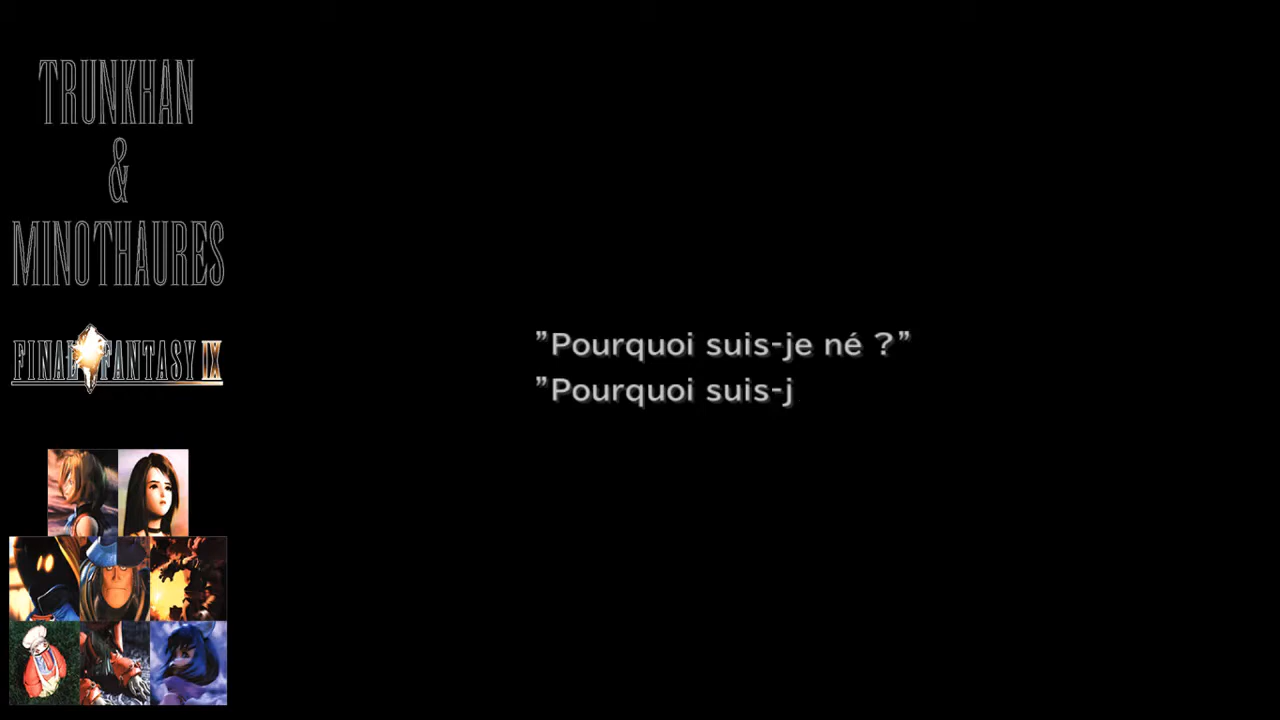 TRUNKHAN
&
MINOTHAURES
FINAL FANTASY IX
"Pourquoi suis-je né ?"
"Pourquoi suis-j